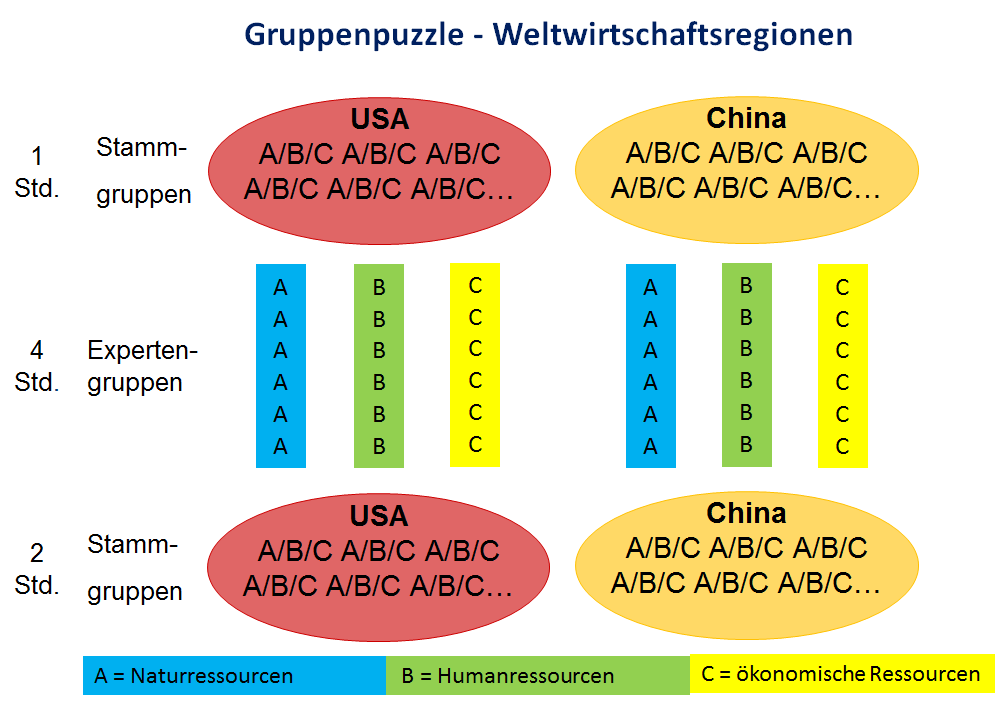 Gruppenpuzzle - Weltwirtschaftsregionen
1
Std.
Stamm-
gruppen
USA
A/B/C A/B/C A/B/C
A/B/C A/B/C A/B/C...
China
A/B/C A/B/C A/B/C
A/B/C A/B/C A/B/C...
4
Std.
Experten-
gruppen
A B C A B C
A B C A B C
A B C A B C
A B C A B C
A B C A B C
A B C A B C
2
Std.
Stamm-
gruppen
USA
A/B/C A/B/C A/B/C
A/B/C A/B/C A/B/C...
China
A/B/C A/B/C A/B/C
A/B/C A/B/C A/B/C...
A = Naturressourcen
B = Humanressourcen
C = ökonomische Ressourcen